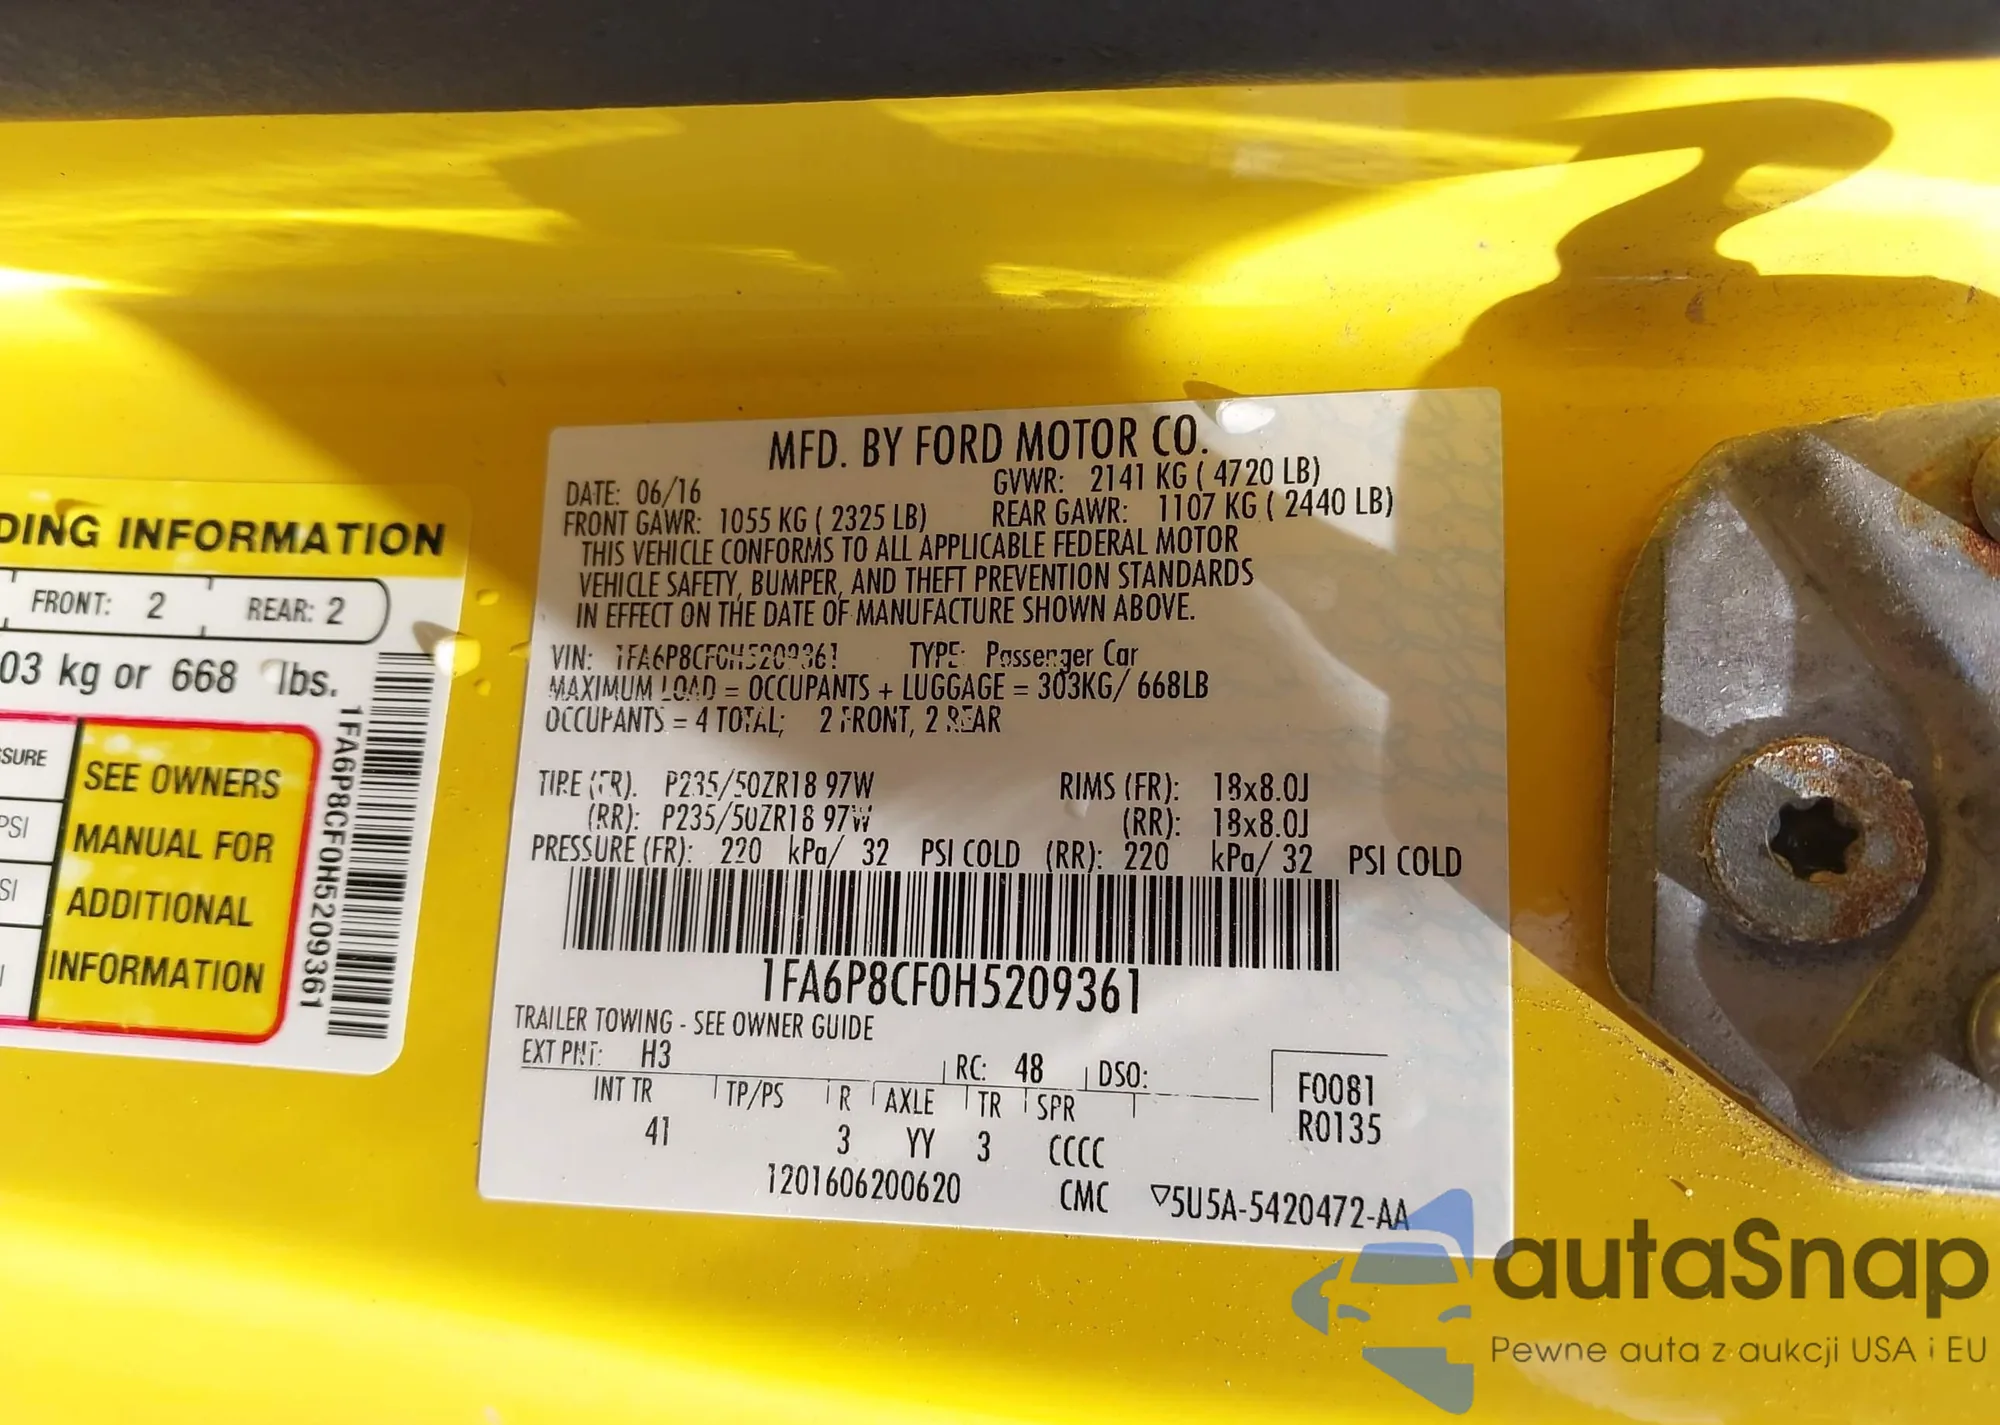 DING INFORMATION
FRONT: 2 REAR: 2
03 kg or 668 lbs.
SSURE
PSI
SI
I
SEE OWNERS
MANUAL FOR
ADDITIONAL
INFORMATION
1FA6P8CF0H5209361
MFD. BY FORD MOTOR CO.
DATE: 06/16 GVWR: 2141 KG ( 4720 LB)
FRONT GAWR: 1055 KG ( 2325 LB) REAR GAWR: 1107 KG ( 2440 LB)
THIS VEHICLE CONFORMS TO ALL APPLICABLE FEDERAL MOTOR
VEHICLE SAFETY, BUMPER, AND THEFT PREVENTION STANDARDS
IN EFFECT ON THE DATE OF MANUFACTURE SHOWN ABOVE.
VIN: 1FA6P8CF0H5209361 TYPE: Passenger Car
MAXIMUM LOAD = OCCUPANTS + LUGGAGE = 303KG/ 668LB
OCCUPANTS = 4 TOTAL; 2 FRONT, 2 REAR
TIRE (FR): P235/50ZR18 97W RIMS (FR): 18x8.0J
(RR): P235/50ZR18 97W (RR): 18x8.0J
PRESSURE (FR): 220 kPa/ 32 PSI COLD (RR): 220 kPa/ 32 PSI COLD
1FA6P8CF0H5209361
TRAILER TOWING - SEE OWNER GUIDE
EXT PNT: H3 RC: 48 DSO:
INT TR TP/PS R AXLE TR SPR
41 3 YY 3 CCCC
F0081
R0135
1201606200620 CMC ▽5U5A-5420472-AA
autaSnap
Pewne auta z aukcji USA i EU